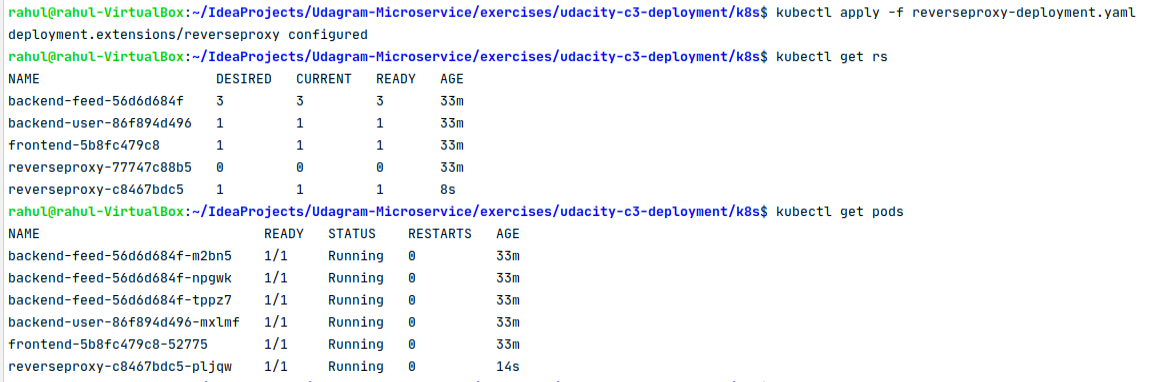 rahul@rahul-VirtualBox:~/IdeaProjects/Udagram-Microservice/exercises/udacity-c3-deployment/k8s$ kubectl apply -f reverseproxy-deployment.yaml
deployment.extensions/reverseproxy configured
rahul@rahul-VirtualBox:~/IdeaProjects/Udagram-Microservice/exercises/udacity-c3-deployment/k8s$ kubectl get rs
NAME DESIRED CURRENT READY AGE
backend-feed-56d6d684f 3 3 3 33m
backend-user-86f894d496 1 1 1 33m
frontend-5b8fc479c8 1 1 1 33m
reverseproxy-77747c88b5 0 0 0 33m
reverseproxy-c8467bdc5 1 1 1 8s
rahul@rahul-VirtualBox:~/IdeaProjects/Udagram-Microservice/exercises/udacity-c3-deployment/k8s$ kubectl get pods
NAME READY STATUS RESTARTS AGE
backend-feed-56d6d684f-m2bn5 1/1 Running 0 33m
backend-feed-56d6d684f-npgwk 1/1 Running 0 33m
backend-feed-56d6d684f-tppz7 1/1 Running 0 33m
backend-user-86f894d496-mxlmf 1/1 Running 0 33m
frontend-5b8fc479c8-52775 1/1 Running 0 33m
reverseproxy-c8467bdc5-pljqw 1/1 Running 0 14s